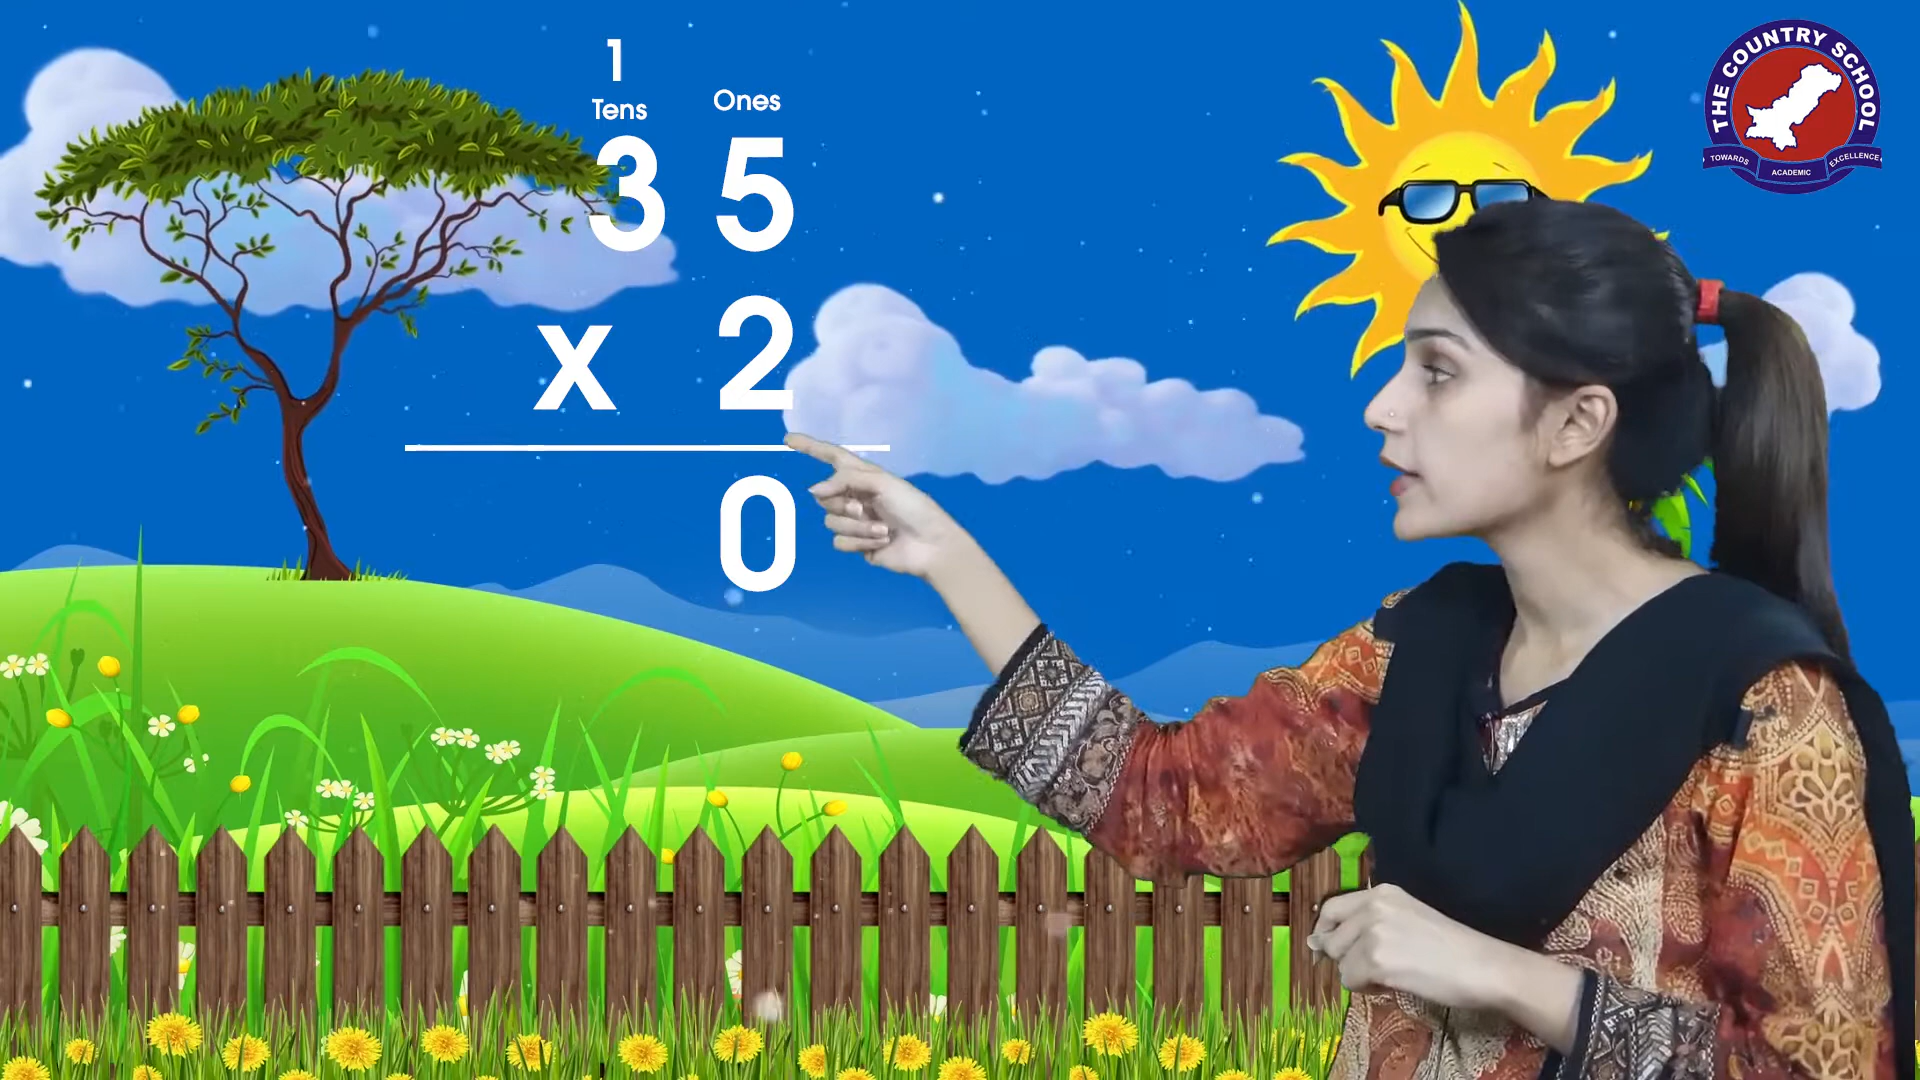 1
Tens Ones
3 5
x 2
0
THE COUNTRY SCHOOL
TOWARDS ACADEMIC EXCELLENCE